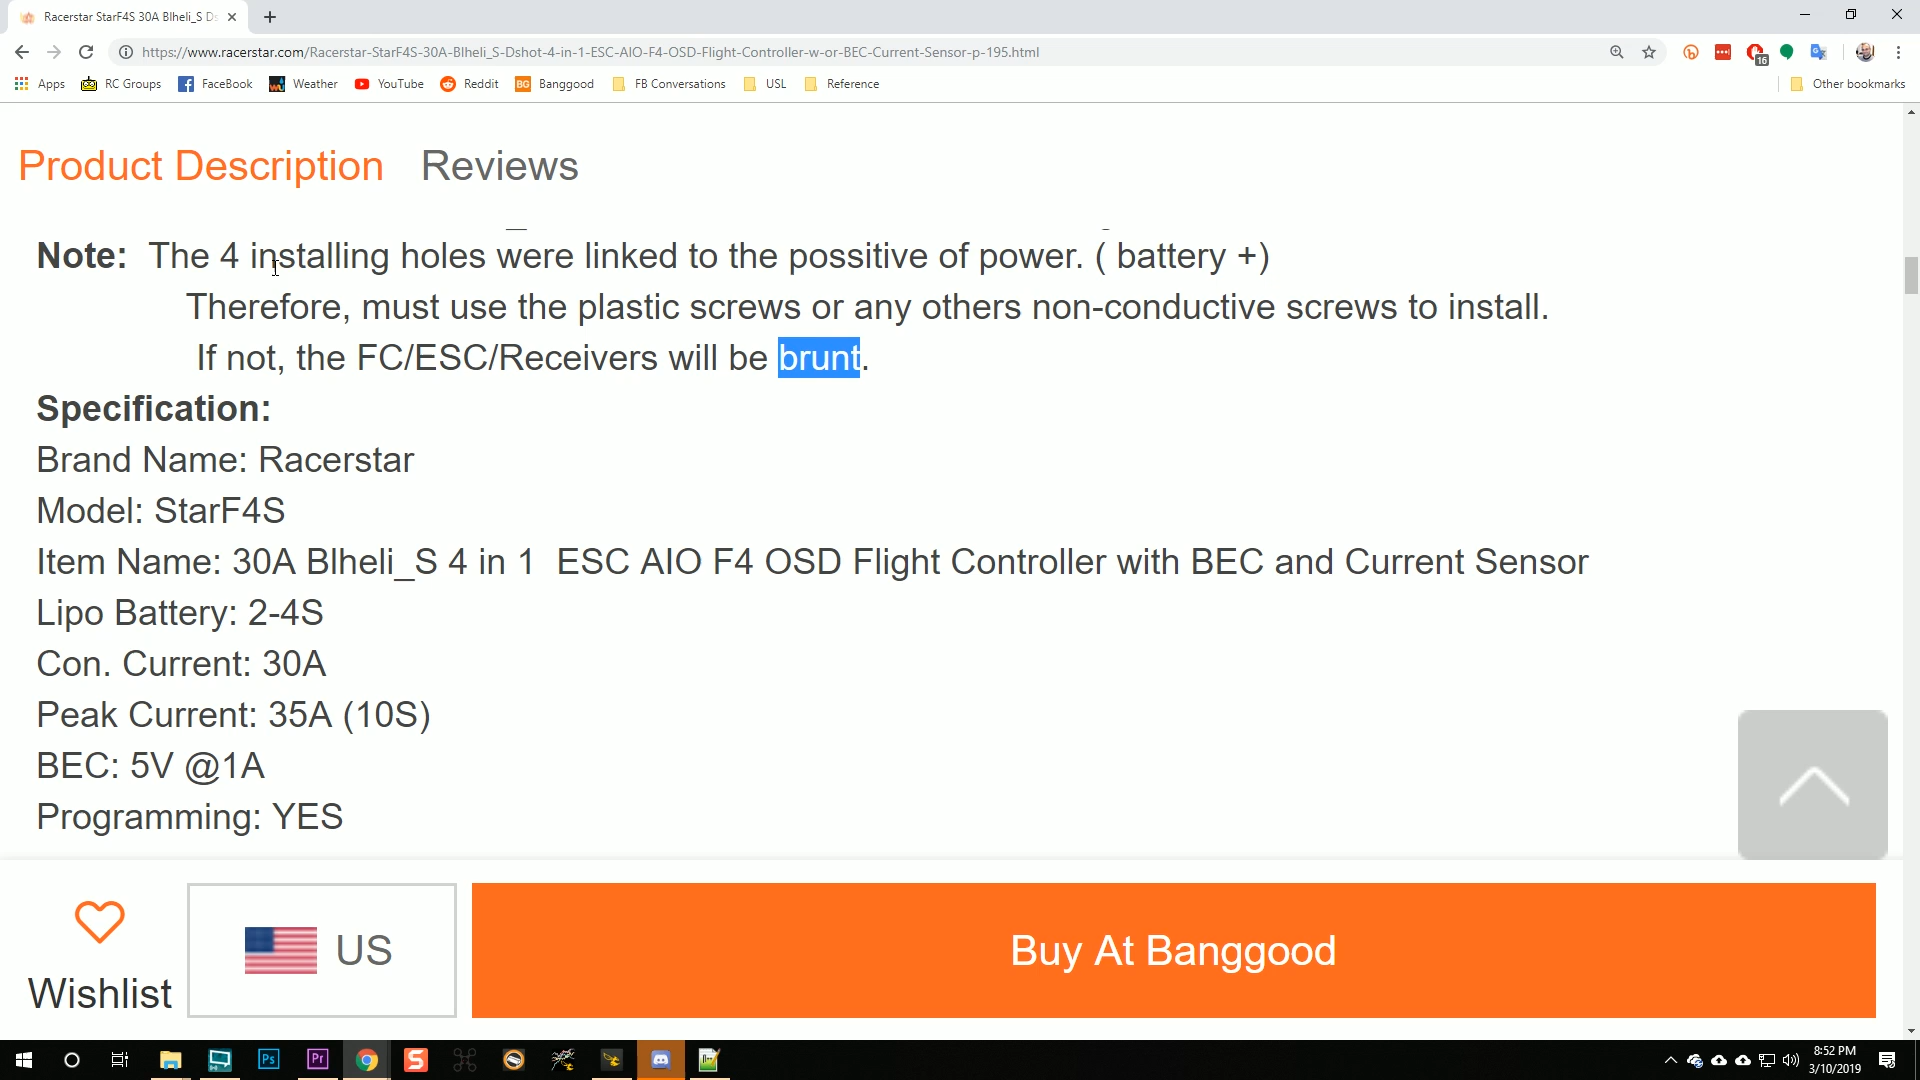 Racerstar StarF4S 30A Blheli_S Ds
https://www.racerstar.com/Racerstar-StarF4S-30A-Blheli_S-Dshot-4-in-1-ESC-AIO-F4-OSD-Flight-Controller-w-or-BEC-Current-Sensor-p-195.html
16
Apps RC Groups FaceBook Weather YouTube Reddit BG Banggood FB Conversations USL Reference Other bookmarks
Product Description Reviews
Note: The 4 installing holes were linked to the possitive of power. ( battery +)
Therefore, must use the plastic screws or any others non-conductive screws to install.
If not, the FC/ESC/Receivers will be brunt.
Specification:
Brand Name: Racerstar
Model: StarF4S
Item Name: 30A Blheli_S 4 in 1 ESC AIO F4 OSD Flight Controller with BEC and Current Sensor
Lipo Battery: 2-4S
Con. Current: 30A
Peak Current: 35A (10S)
BEC: 5V @1A
Programming: YES
Wishlist
US
Buy At Banggood
Ps Pr S
8:52 PM
3/10/2019